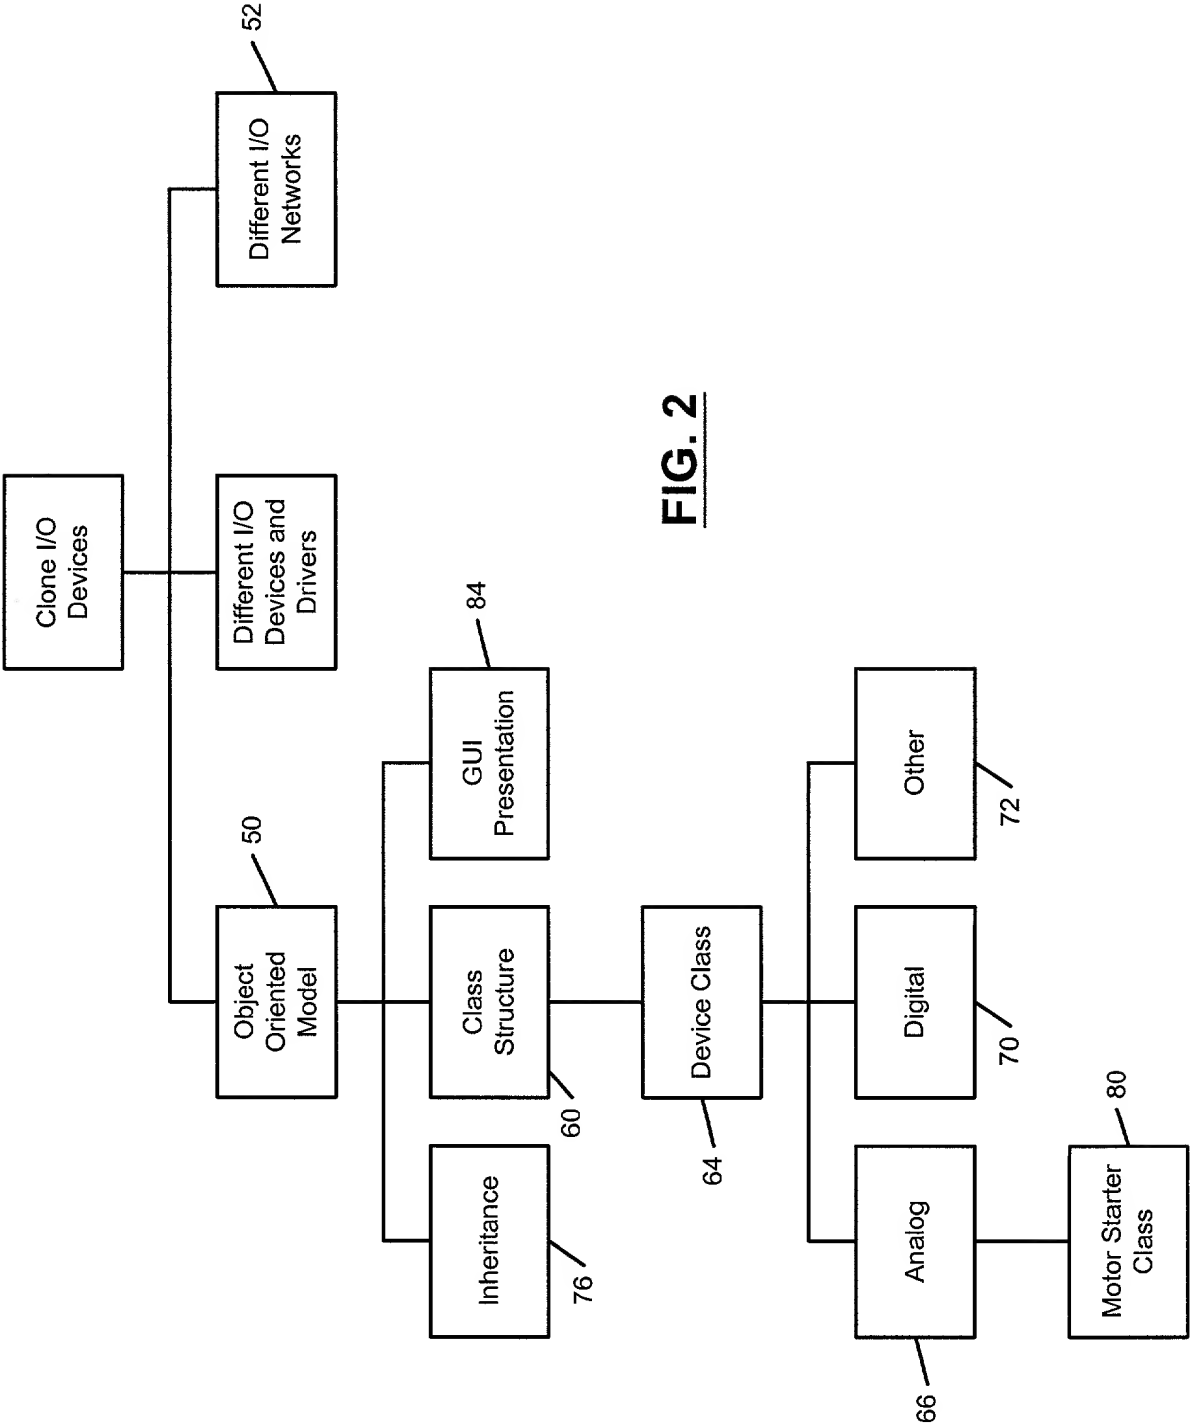 Clone I/O
Devices
Object
Oriented
Model
50
Different I/O
Devices and
Drivers
Different I/O
Networks
52
Inheritance
76
Class
Structure
60
GUI
Presentation
84
Device Class
64
Analog
66
Digital
70
Other
72
Motor Starter
Class
80
FIG. 2